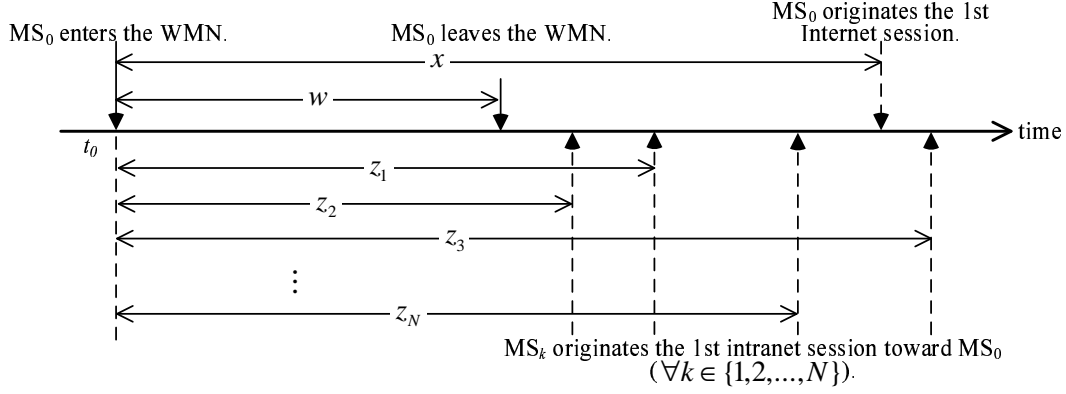 MS0 originates the 1st
Internet session.
MS0 enters the WMN.
MS0 leaves the WMN.
x
w
time
t0
z1
z2
z3
⋮
zN
MSk originates the 1st intranet session toward MS0
(∀k ∈ {1,2,...,N}).